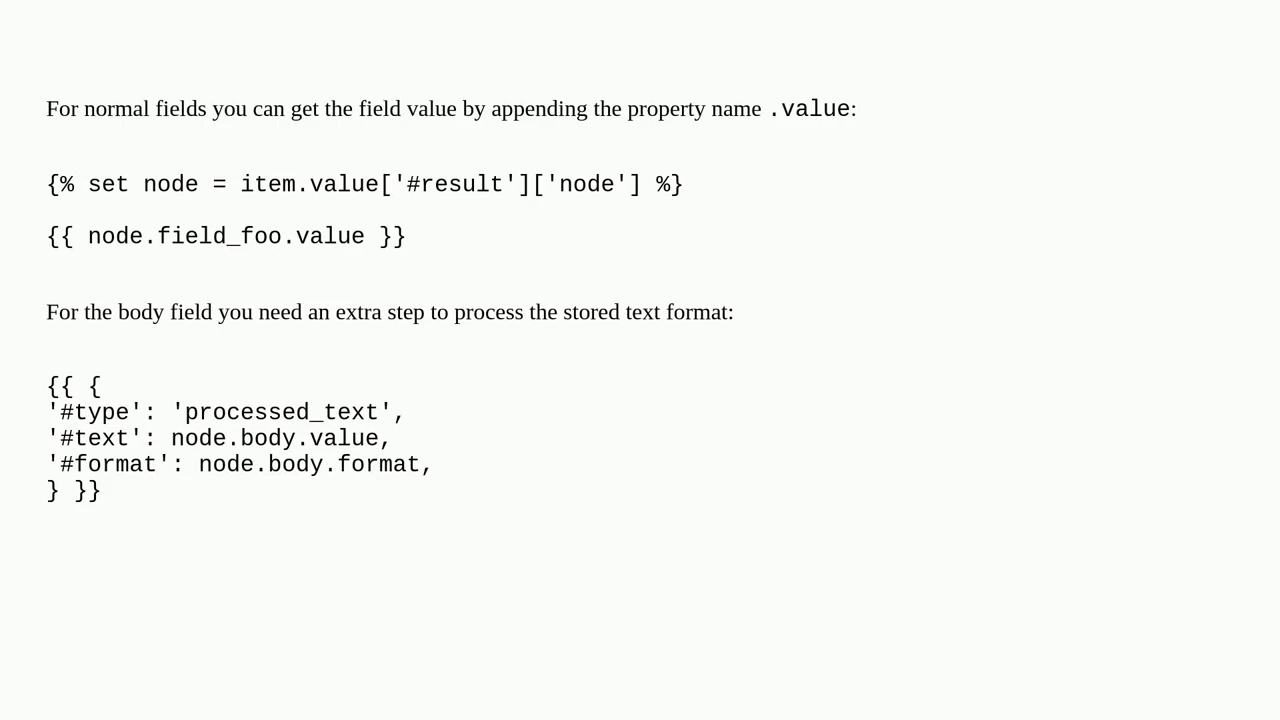 For normal fields you can get the field value by appending the property name .value:
{% set node = item.value['#result']['node'] %}
{{ node.field_foo.value }}
For the body field you need an extra step to process the stored text format:
{{ {
'#type': 'processed_text',
'#text': node.body.value,
'#format': node.body.format,
} }}